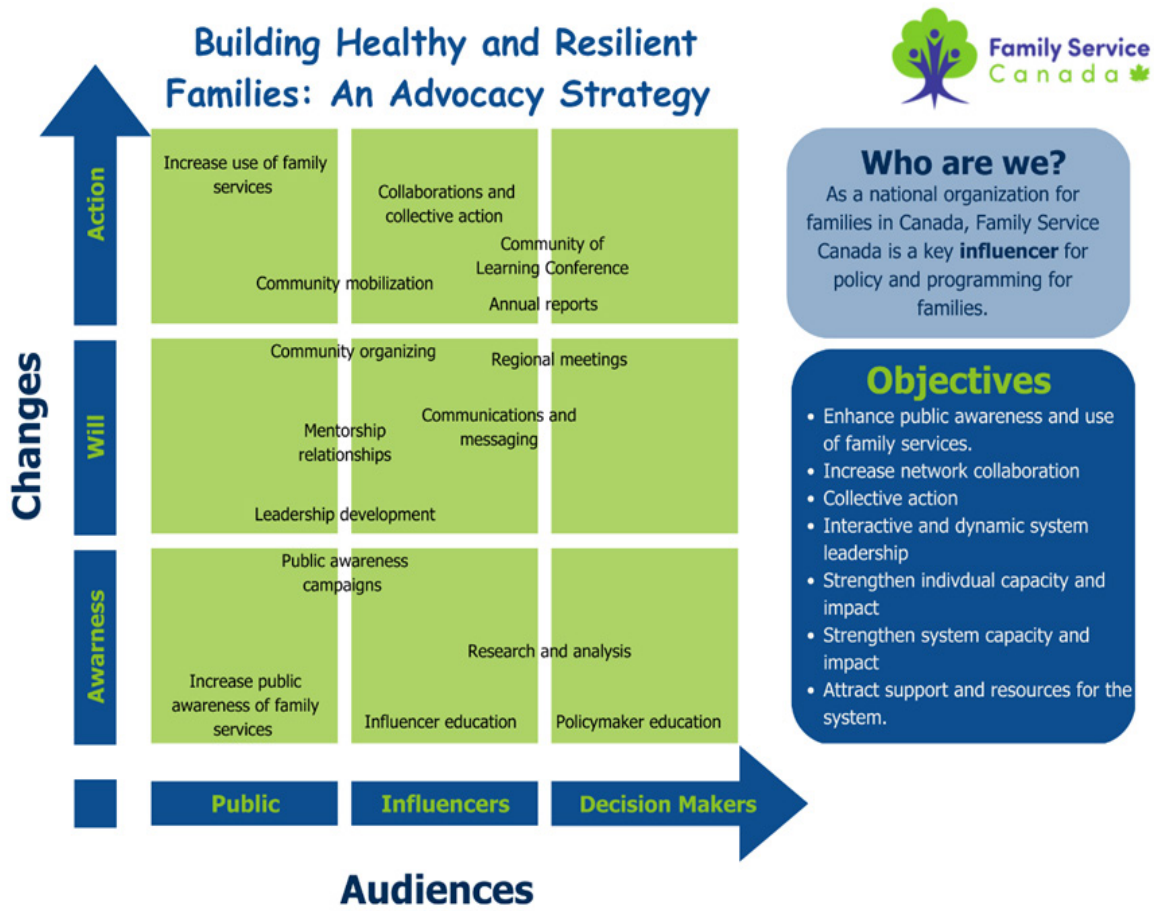 Building Healthy and Resilient
Families: An Advocacy Strategy
Family Service
Canada
Changes
Action
Increase use of family
services
Collaborations and
collective action
Community of
Learning Conference
Community mobilization
Annual reports
Will
Community organizing
Regional meetings
Communications and
messaging
Mentorship
relationships
Leadership development
Awarness
Public awareness
campaigns
Research and analysis
Increase public
awareness of family
services
Influencer education
Policymaker education
Public
Influencers
Decision Makers
Audiences
Who are we?
As a national organization for
families in Canada, Family Service
Canada is a key influencer for
policy and programming for
families.
Objectives
• Enhance public awareness and use
of family services.
• Increase network collaboration
• Collective action
• Interactive and dynamic system
leadership
• Strengthen indivdual capacity and
impact
• Strengthen system capacity and
impact
• Attract support and resources for the
system.